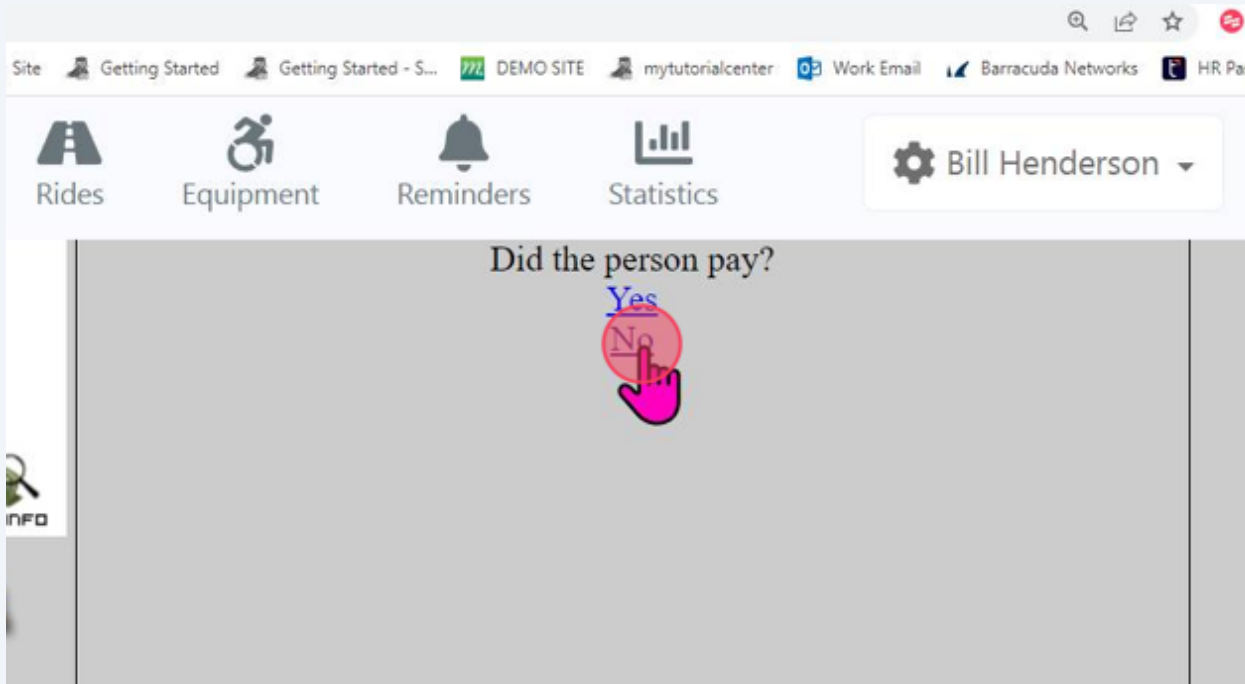 Site Getting Started Getting Started - S... DEMO SITE mytutorialcenter Work Email Barracuda Networks HR Pa
Rides Equipment Reminders Statistics Bill Henderson
Did the person pay?
Yes
No
INFO